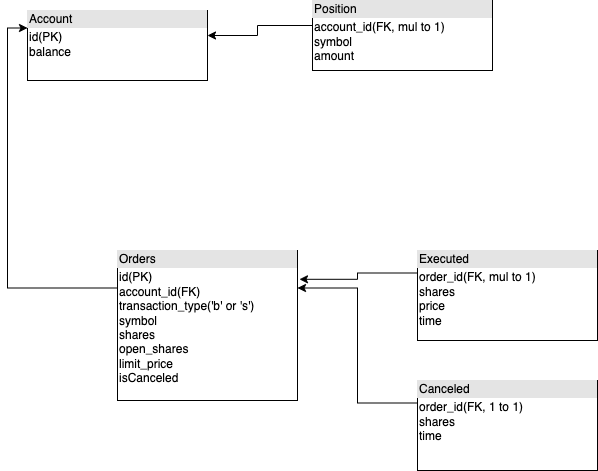 Account
id(PK)
balance
Position
account_id(FK, mul to 1)
symbol
amount
Orders
id(PK)
account_id(FK)
transaction_type('b' or 's')
symbol
shares
open_shares
limit_price
isCanceled
Executed
order_id(FK, mul to 1)
shares
price
time
Canceled
order_id(FK, 1 to 1)
shares
time